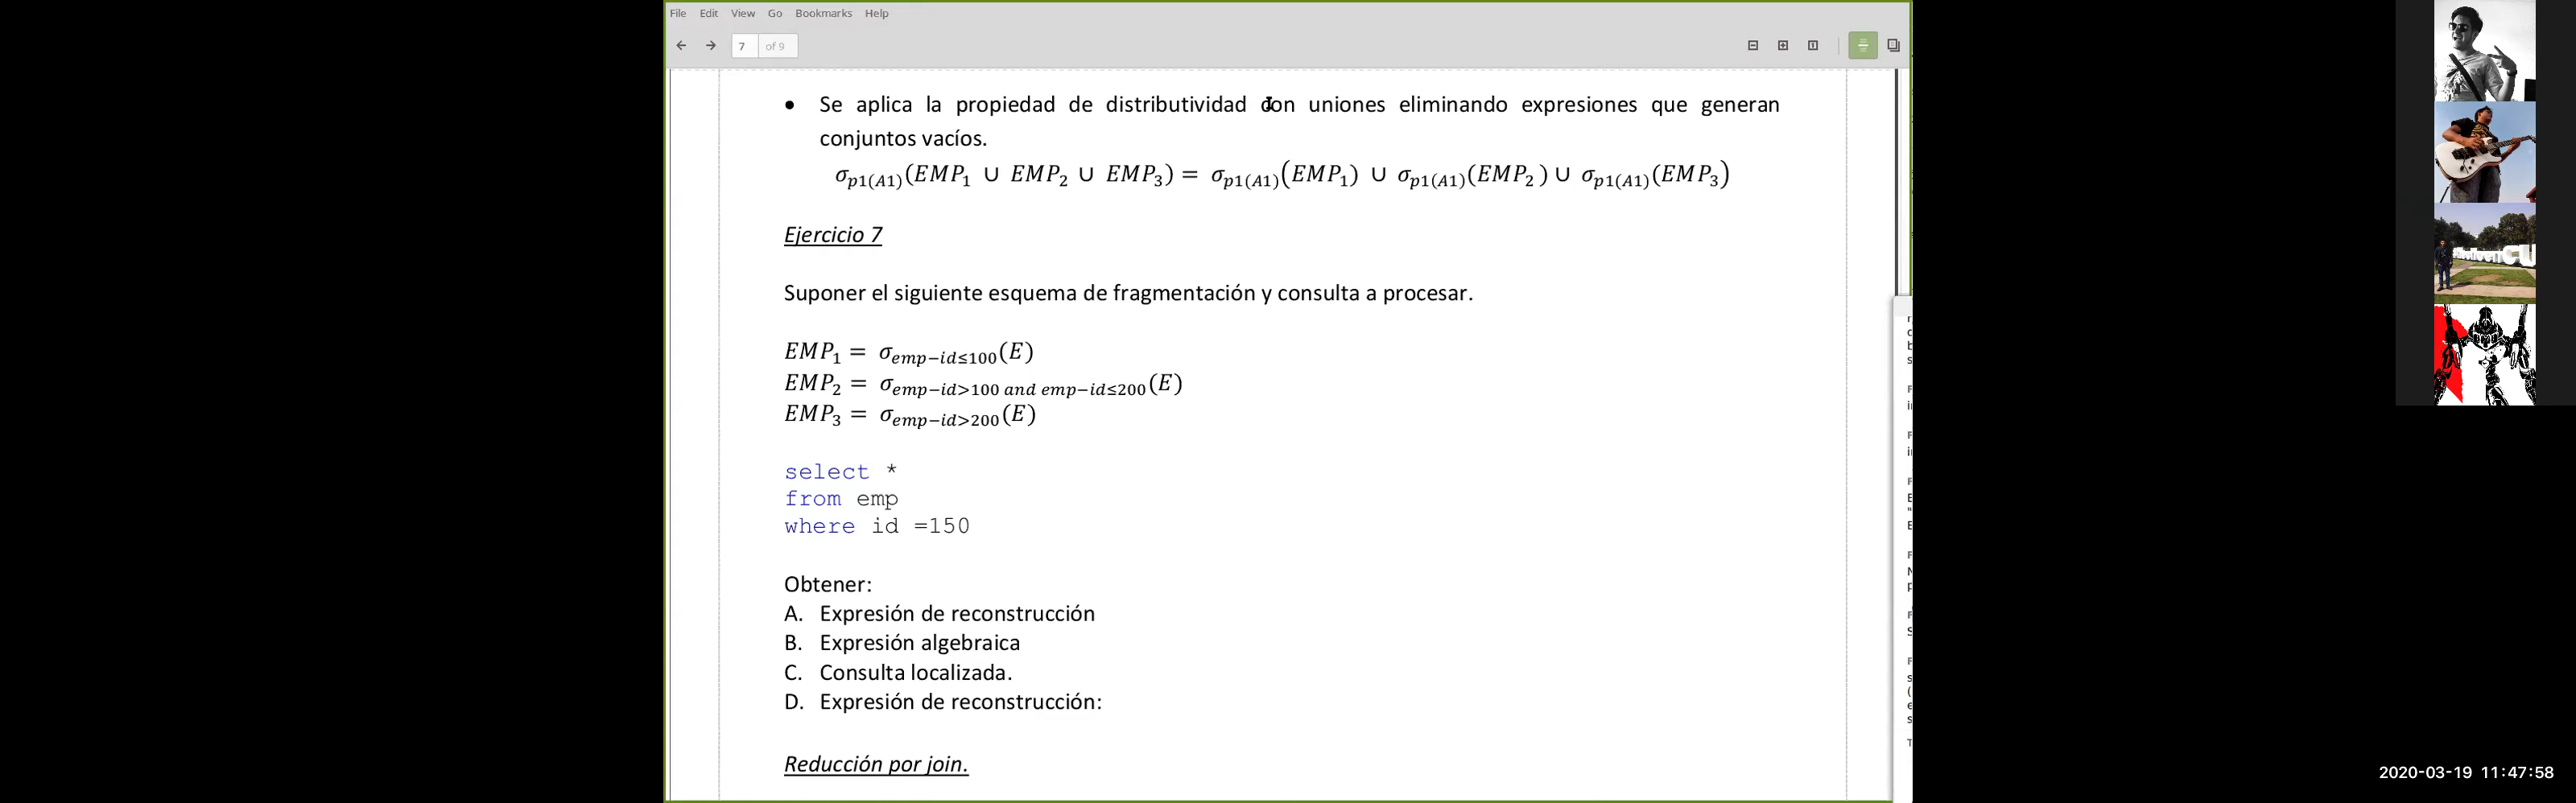 File Edit View Go Bookmarks Help
7 of 9
• Se aplica la propiedad de distributividad con uniones eliminando expresiones que generan
conjuntos vacíos.
σp1(A1)(EMP1 ∪ EMP2 ∪ EMP3) = σp1(A1)(EMP1) ∪ σp1(A1)(EMP2) ∪ σp1(A1)(EMP3)
Ejercicio 7
Suponer el siguiente esquema de fragmentación y consulta a procesar.
EMP1 = σemp−id≤100(E)
EMP2 = σemp−id>100 and emp−id≤200(E)
EMP3 = σemp−id>200(E)
select *
from emp
where id =150
Obtener:
A. Expresión de reconstrucción
B. Expresión algebraica
C. Consulta localizada.
D. Expresión de reconstrucción:
Reducción por join.
2020-03-19 11:47:58